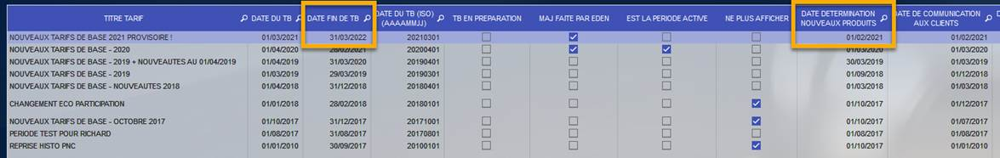 TITRE TARIF DATE DU TB DATE FIN DE TB DATE DU TB (ISO) (AAAAMMJJ) TB EN PREPARATION MAJ FAITE PAR EDEN EST LA PERIODE ACTIVE NE PLUS AFFICHER DATE DETERMINATION NOUVEAUX PRODUITS DATE DE COMMUNICATION AUX CLIENTS
NOUVEAUX TARIFS DE BASE 2021 PROVISOIRE ! 01/03/2021 31/03/2022 20210301 01/02/2021 01/02/2021
NOUVEAUX TARIFS DE BASE - 2020 01/04/2020 28/02/2021 20200401 01/03/2020 01/03/2020
NOUVEAUX TARIFS DE BASE - 2019 + NOUVEAUTES AU 01/04/2019 01/04/2019 31/03/2020 20190401 30/03/2019 01/03/2019
NOUVEAUX TARIFS DE BASE - 2019 01/03/2019 29/03/2019 20190301 01/09/2018 01/12/2018
NOUVEAUX TARIFS DE BASE - NOUVEAUTES 2018 01/04/2018 31/12/2018 20180401 01/03/2018 01/03/2018
CHANGEMENT ECO PARTICIPATION 01/01/2018 28/02/2018 20180101 01/10/2017 01/12/2017
NOUVEAUX TARIFS DE BASE - OCTOBRE 2017 01/10/2017 31/12/2017 20171001 01/10/2017 01/07/2017
PERIODE TEST POUR RICHARD 01/08/2017 31/08/2017 20170801 01/08/2017 01/08/2017
REPRISE HISTO PNC 01/01/2010 30/09/2017 20100101 01/10/2017 01/01/2010